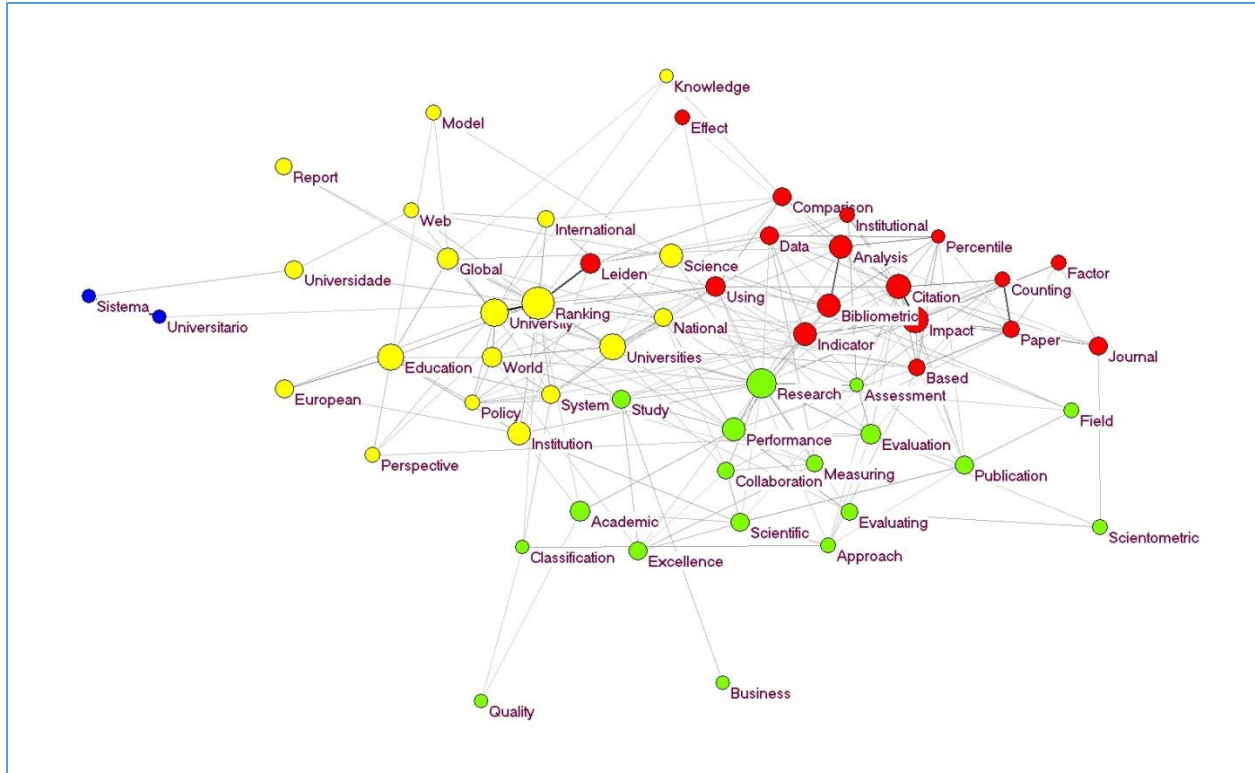 Knowledge
Model
Effect
Report
Comparison
Web
Institutional
International
Data
Analysis
Percentile
Global
Leiden
Science
Factor
Universidade
Counting
Using
Citation
Sistema
Ranking
Bibliometric
Universitario
University
National
Impact
Indicator
Paper
Universities
Journal
Education
World
Based
European
Research
Assessment
Policy
System
Study
Field
Institution
Performance
Evaluation
Perspective
Collaboration
Measuring
Publication
Academic
Scientific
Evaluating
Scientometric
Classification
Excellence
Approach
Business
Quality